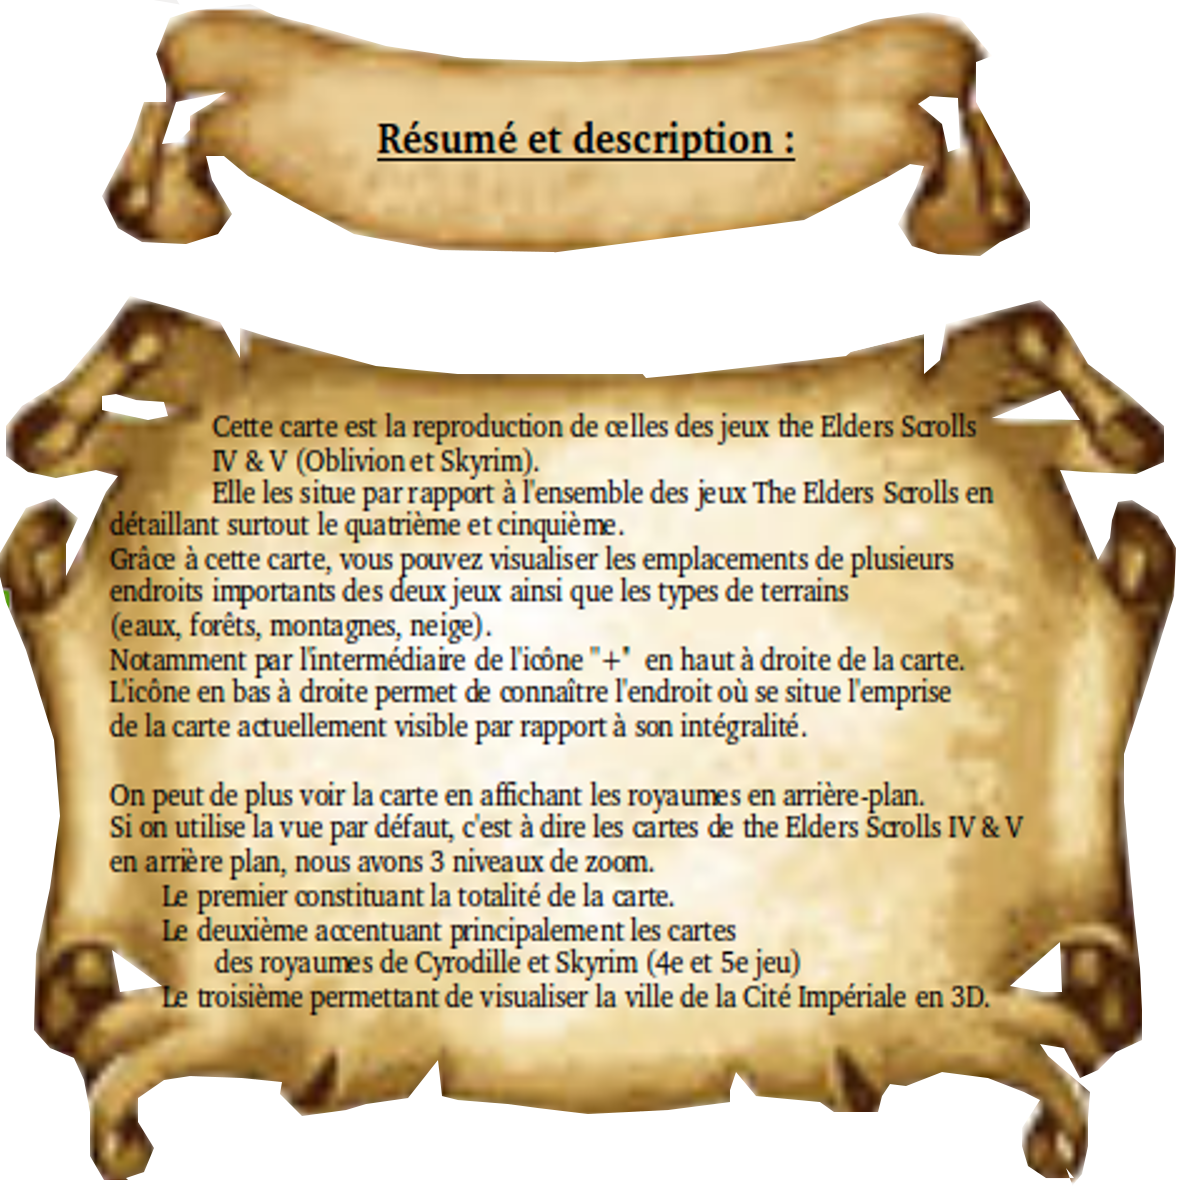 Résumé et description :
Cette carte est la reproduction de celles des jeux the Elders Scrolls
IV & V (Oblivion et Skyrim).
Elle les situe par rapport à l'ensemble des jeux The Elders Scrolls en
détaillant surtout le quatrième et cinquième.
Grâce à cette carte, vous pouvez visualiser les emplacements de plusieurs
endroits importants des deux jeux ainsi que les types de terrains
(eaux, forêts, montagnes, neige).
Notamment par l'intermédiaire de l'icône "+" en haut à droite de la carte.
L'icône en bas à droite permet de connaître l'endroit où se situe l'emprise
de la carte actuellement visible par rapport à son intégralité.
On peut de plus voir la carte en affichant les royaumes en arrière-plan.
Si on utilise la vue par défaut, c'est à dire les cartes de the Elders Scrolls IV & V
en arrière plan, nous avons 3 niveaux de zoom.
Le premier constituant la totalité de la carte.
Le deuxième accentuant principalement les cartes
des royaumes de Cyrodille et Skyrim (4e et 5e jeu)
Le troisième permettant de visualiser la ville de la Cité Impériale en 3D.